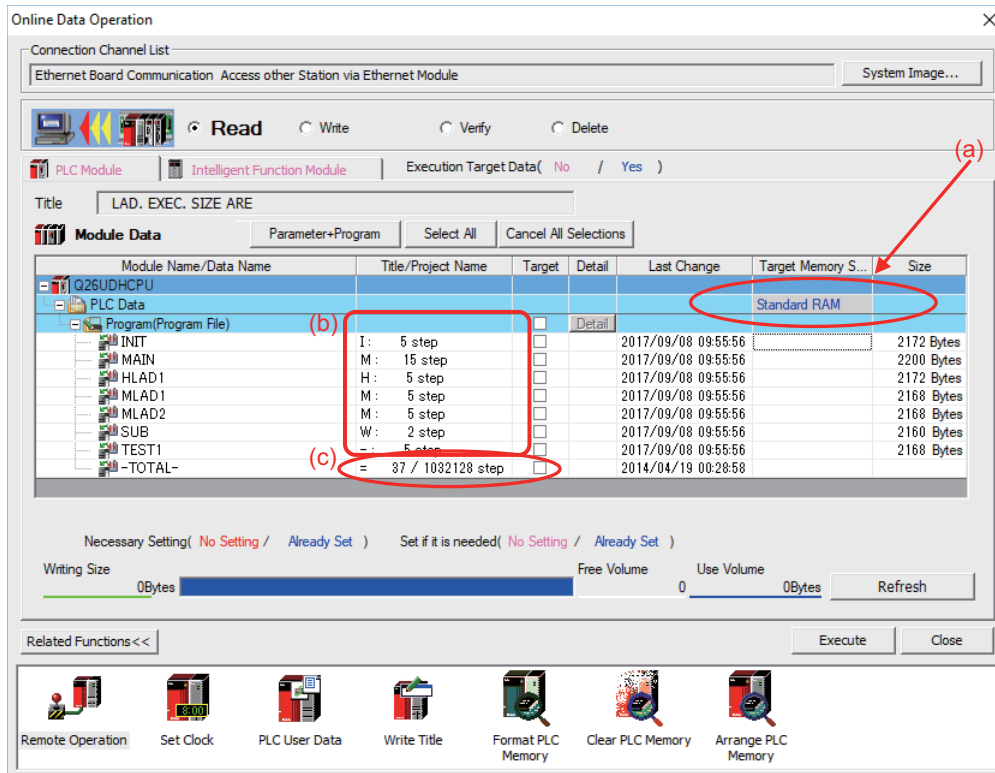 Online Data Operation
Connection Channel List
Ethernet Board Communication Access other Station via Ethernet Module
System Image...
Read
Write
Verify
Delete
(a)
PLC Module
Intelligent Function Module
Execution Target Data( No / Yes )
Title
LAD. EXEC. SIZE ARE
Module Data
Parameter+Program
Select All
Cancel All Selections
Module Name/Data Name Title/Project Name Target Detail Last Change Target Memory S... Size
Q26UDHCPU
PLC Data Standard RAM
Program(Program File) (b) Detail
INIT I: 5 step 2017/09/08 09:55:56 2172 Bytes
MAIN M: 15 step 2017/09/08 09:55:56 2200 Bytes
HLAD1 H: 5 step 2017/09/08 09:55:56 2172 Bytes
MLAD1 M: 5 step 2017/09/08 09:55:56 2168 Bytes
MLAD2 M: 5 step 2017/09/08 09:55:56 2168 Bytes
SUB W: 2 step 2017/09/08 09:55:56 2160 Bytes
TEST1 -: 5 step 2017/09/08 09:55:56 2168 Bytes
(c)
-TOTAL- = 37 / 1032128 step 2014/04/19 00:28:58
Necessary Setting( No Setting / Already Set ) Set if it is needed( No Setting / Already Set )
Writing Size
0Bytes
Free Volume
0
Use Volume
0Bytes
Refresh
Related Functions<<
Execute
Close
Remote Operation
8:00
Set Clock
PLC User Data
Write Title
Format PLC
Memory
Clear PLC Memory
Arrange PLC
Memory